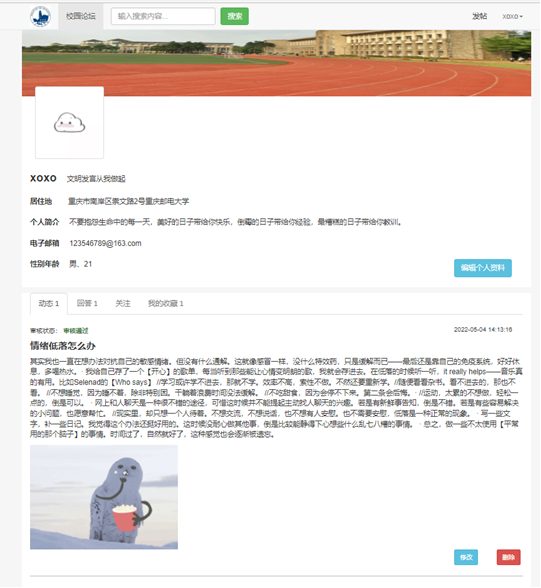 校园论坛 输入搜索内容... 搜索 发帖 xoxo
XOXO 文明发言从我做起
居住地 重庆市南岸区崇文路2号重庆邮电大学
个人简介 不要抱怨生命中的每一天，美好的日子带给你快乐，倒霉的日子带给你经验，最糟糕的日子带给你教训。
电子邮箱 123546789@163.com
性别年龄 男、21
编辑个人资料
动态 1 回答 1 关注 我的收藏 1
审核状态： 审核通过 2022-05-04 14:13:16
情绪低落怎么办
其实我也一直在想办法对抗自己的敏感情绪。但没有什么通解。这就像感冒一样，没什么特效药，只是缓解而已——最后还是靠自己的免疫系统，好好休
息，多喝热水。· 我给自己存了一个【开心】的歌单，每当听到那些能让心情变明朗的歌，我就会存进去。在低落的时候听一听，it really helps——音乐真
的有用。比如Selenad的【Who says】 //学习或许学不进去，那就不学。效率不高，索性不做。不然还要重新学。//随便看看杂书。看不进去的，那也不
看。 //不想睡觉，因为睡不着，除非特别困。干躺着浪费时间没法缓解。 //不吃甜食，因为会停不下来。第二条会后悔。· //运动，太累的不想做，轻松一
点的，倒是可以。· 网上和人聊天是一种很不错的途径，可惜这时候并不能提起主动找人聊天的兴趣。若是有新鲜事告知，倒是不错。若是有些容易解决
的小问题，也愿意帮忙。 //现实里，却只想一个人待着。不想交流，不想说话，也不想有人安慰。也不需要安慰，低落是一种正常的现象。· 写一些文
字，补一些日记。我觉得这个办法还挺好用的。这时候没耐心做其他事，倒是比较能静得下心想些什么乱七八糟的事情。· 总之，做一些不太使用【平常
用的那个脑子】的事情。时间过了，自然就好了，这种感觉也会逐渐被遗忘。
修改 删除